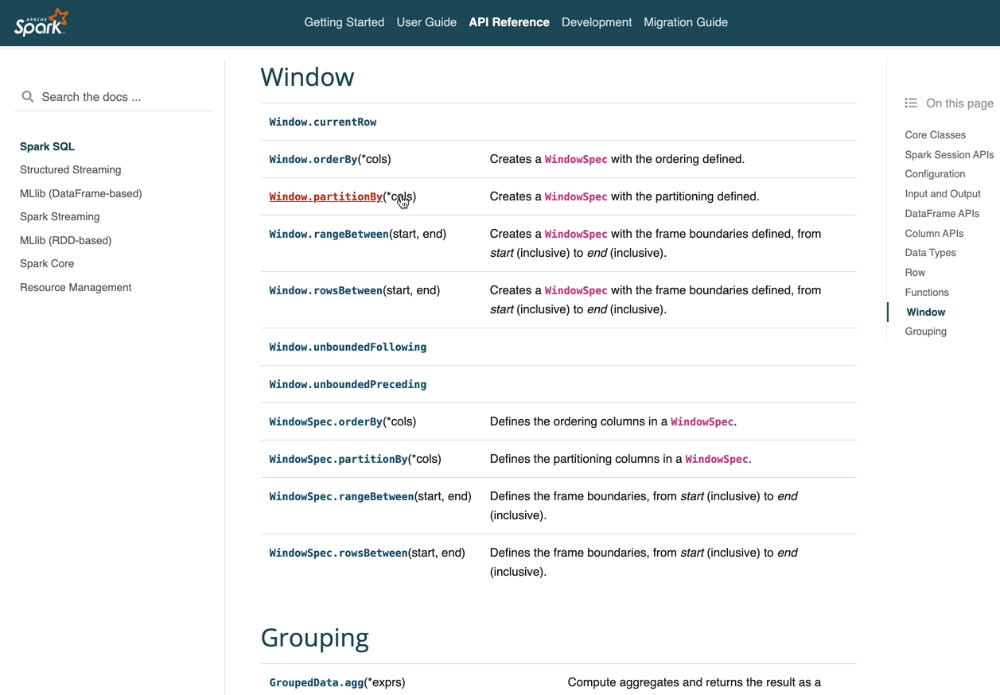 APACHE
Spark
Getting Started User Guide API Reference Development Migration Guide
Search the docs ...
Spark SQL
Structured Streaming
MLlib (DataFrame-based)
Spark Streaming
MLlib (RDD-based)
Spark Core
Resource Management
Window
Window.currentRow
Window.orderBy(*cols) Creates a WindowSpec with the ordering defined.
Window.partitionBy(*cols) Creates a WindowSpec with the partitioning defined.
Window.rangeBetween(start, end) Creates a WindowSpec with the frame boundaries defined, from
start (inclusive) to end (inclusive).
Window.rowsBetween(start, end) Creates a WindowSpec with the frame boundaries defined, from
start (inclusive) to end (inclusive).
Window.unboundedFollowing
Window.unboundedPreceding
WindowSpec.orderBy(*cols) Defines the ordering columns in a WindowSpec.
WindowSpec.partitionBy(*cols) Defines the partitioning columns in a WindowSpec.
WindowSpec.rangeBetween(start, end) Defines the frame boundaries, from start (inclusive) to end
(inclusive).
WindowSpec.rowsBetween(start, end) Defines the frame boundaries, from start (inclusive) to end
(inclusive).
Grouping
GroupedData.agg(*exprs) Compute aggregates and returns the result as a
On this page
Core Classes
Spark Session APIs
Configuration
Input and Output
DataFrame APIs
Column APIs
Data Types
Row
Functions
Window
Grouping